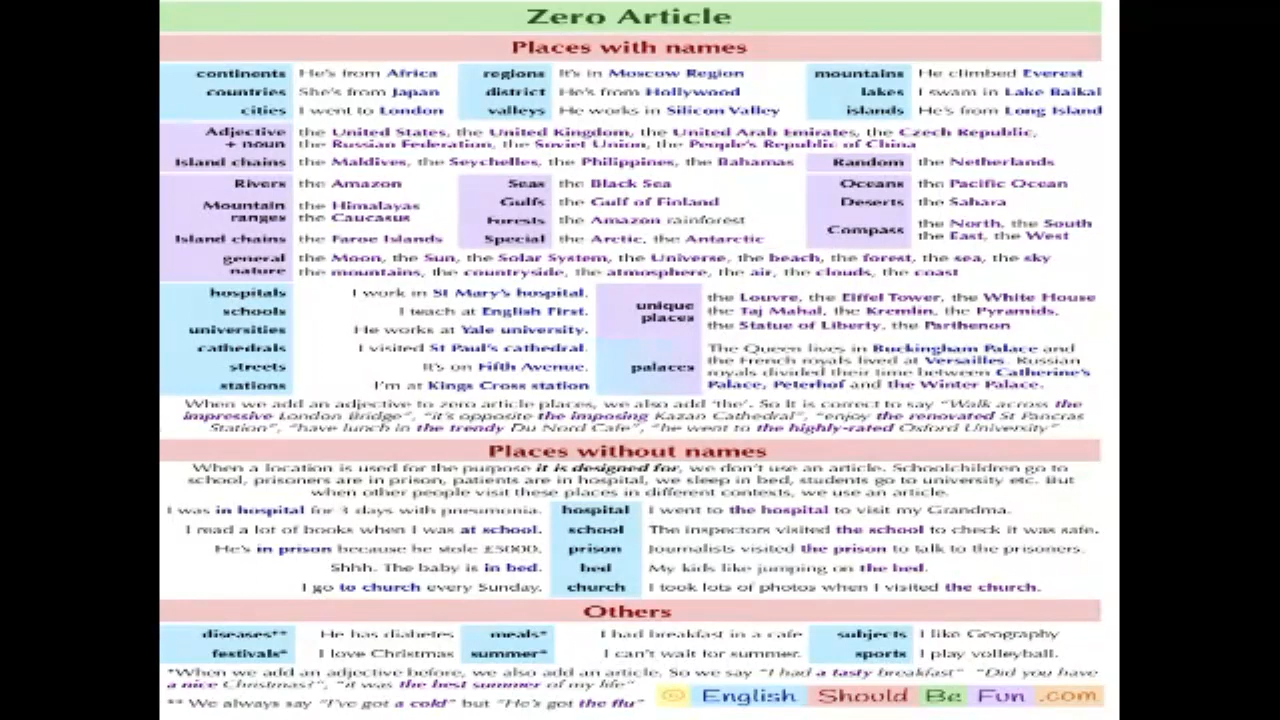 Zero Article
Places with names
continents He's from Africa regions It's in Moscow Region mountains He climbed Everest
countries She's from Japan district He's from Hollywood lakes I swam in Lake Baikal
cities I went to London valleys He works in Silicon Valley islands He's from Long Island
Adjective the United States, the United Kingdom, the United Arab Emirates, the Czech Republic,
+ noun the Russian Federation, the Soviet Union, the People's Republic of China
Island chains the Maldives, the Seychelles, the Philippines, the Bahamas Random the Netherlands
Rivers the Amazon Seas the Black Sea Oceans the Pacific Ocean
Mountain ranges the Himalayas the Caucasus Gulfs the Gulf of Finland Deserts the Sahara
Forests the Amazon rainforest Compass the North, the South the East, the West
Island chains the Faroe Islands Special the Arctic, the Antarctic
general the Moon, the Sun, the Solar System, the Universe, the beach, the forest, the sea, the sky
nature the mountains, the countryside, the atmosphere, the air, the clouds, the coast
hospitals I work in St Mary's hospital.
schools I teach at English First.
universities He works at Yale university.
cathedrals I visited St Paul's cathedral.
streets It's on Fifth Avenue.
stations I'm at Kings Cross station
unique places the Louvre, the Eiffel Tower, the White House
the Taj Mahal, the Kremlin, the Pyramids,
the Statue of Liberty, the Parthenon
palaces The Queen lives in Buckingham Palace and
the French royals lived at Versailles. Russian
royals divided their time between Catherine's
Palace, Peterhof and the Winter Palace.
When we add an adjective to zero article places, we also add 'the'. So it is correct to say "Walk across the
impressive London Bridge", "it's opposite the imposing Kazan Cathedral", "enjoy the renovated St Pancras
Station", "have lunch in the trendy Du Nord Cafe", "he went to the highly-rated Oxford University"
Places without names
When a location is used for the purpose it is designed for, we don't use an article. Schoolchildren go to
school, prisoners are in prison, patients are in hospital, we sleep in bed, students go to university etc. But
when other people visit these places in different contexts, we use an article.
I was in hospital for 3 days with pneumonia. hospital I went to the hospital to visit my Grandma.
I read a lot of books when I was at school. school The inspectors visited the school to check it was safe.
He's in prison because he stole £5000. prison Journalists visited the prison to talk to the prisoners.
Shhh. The baby is in bed. bed My kids like jumping on the bed.
I go to church every Sunday. church I took lots of photos when I visited the church.
Others
diseases** He has diabetes meals* I had breakfast in a cafe subjects I like Geography
festivals* I love Christmas summer* I can't wait for summer. sports I play volleyball.
*When we add an adjective before, we also add an article. So we say "I had a tasty breakfast" "Did you have
a nice Christmas?", "it was the best summer of my life"
** We always say "I've got a cold" but "He's got the flu"
English Should Be Fun .com